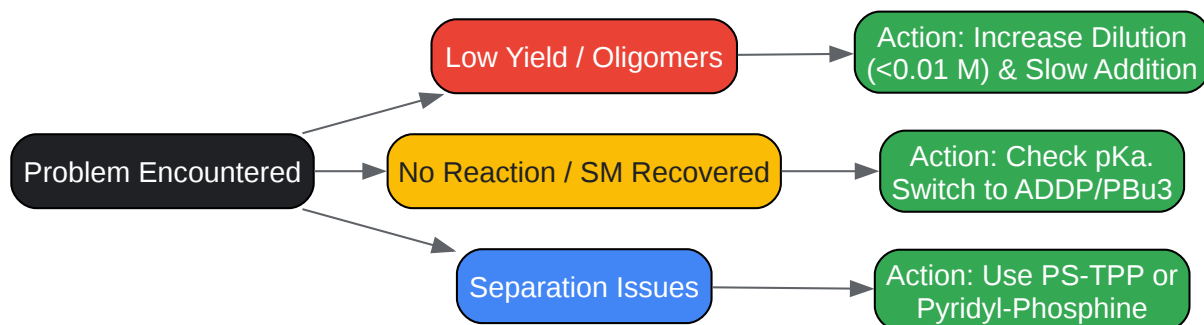 Problem Encountered
Low Yield / Oligomers
Action: Increase Dilution
(<0.01 M) & Slow Addition
No Reaction / SM Recovered
Action: Check pKa.
Switch to ADDP/PBu3
Separation Issues
Action: Use PS-TPP or
Pyridyl-Phosphine